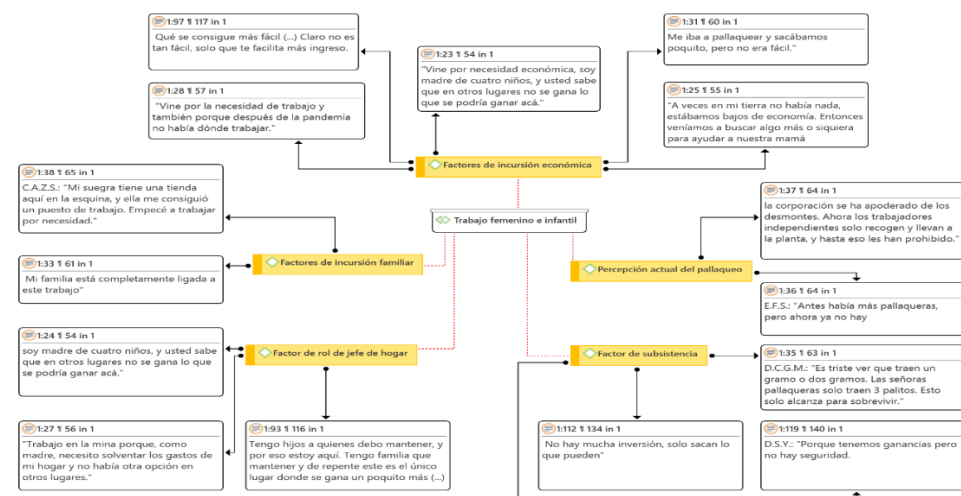 1:97 ¶ 117 in 1
Qué se consigue más fácil (...) Claro no es
tan fácil, solo que te facilita más ingreso.
1:31 ¶ 60 in 1
Me iba a pallaquear y sacábamos
poquito, pero no era fácil."
1:23 ¶ 54 in 1
"Vine por necesidad económica, soy
madre de cuatro niños, y usted sabe
que en otros lugares no se gana lo
que se podría ganar acá."
1:28 ¶ 57 in 1
"Vine por la necesidad de trabajo y
también porque después de la pandemia
no había dónde trabajar."
1:25 ¶ 55 in 1
"A veces en mi tierra no había nada,
estábamos bajos de economía. Entonces
veníamos a buscar algo más o siquiera
para ayudar a nuestra mamá
Factores de incursión económica
1:38 ¶ 65 in 1
C.A.Z.S.: "Mi suegra tiene una tienda
aquí en la esquina, y ella me consiguió
un puesto de trabajo. Empecé a trabajar
por necesidad."
1:37 ¶ 64 in 1
la corporación se ha apoderado de los
desmontes. Ahora los trabajadores
independientes solo recogen y llevan a
la planta, y hasta eso les han prohibido."
Trabajo femenino e infantil
1:33 ¶ 61 in 1
Mi familia está completamente ligada a
este trabajo"
Factores de incursión familiar
Percepción actual del pallaqueo
1:36 ¶ 64 in 1
E.F.S.: "Antes había más pallaqueras,
pero ahora ya no hay
1:24 ¶ 54 in 1
soy madre de cuatro niños, y usted sabe
que en otros lugares no se gana lo que
se podría ganar acá."
Factor de rol de jefe de hogar
Factor de subsistencia
1:35 ¶ 63 in 1
D.C.G.M.: "Es triste ver que traen un
gramo o dos gramos. Las señoras
pallaqueras solo traen 3 palitos. Esto
solo alcanza para sobrevivir."
1:27 ¶ 56 in 1
"Trabajo en la mina porque, como
madre, necesito solventar los gastos de
mi hogar y no había otra opción en
otros lugares."
1:93 ¶ 116 in 1
Tengo hijos a quienes debo mantener, y
por eso estoy aquí. Tengo familia que
mantener y de repente este es el único
lugar donde se gana un poquito más (...)
1:112 ¶ 134 in 1
No hay mucha inversión, solo sacan lo
que pueden"
1:119 ¶ 140 in 1
D.S.Y.: "Porque tenemos ganancias pero
no hay seguridad.